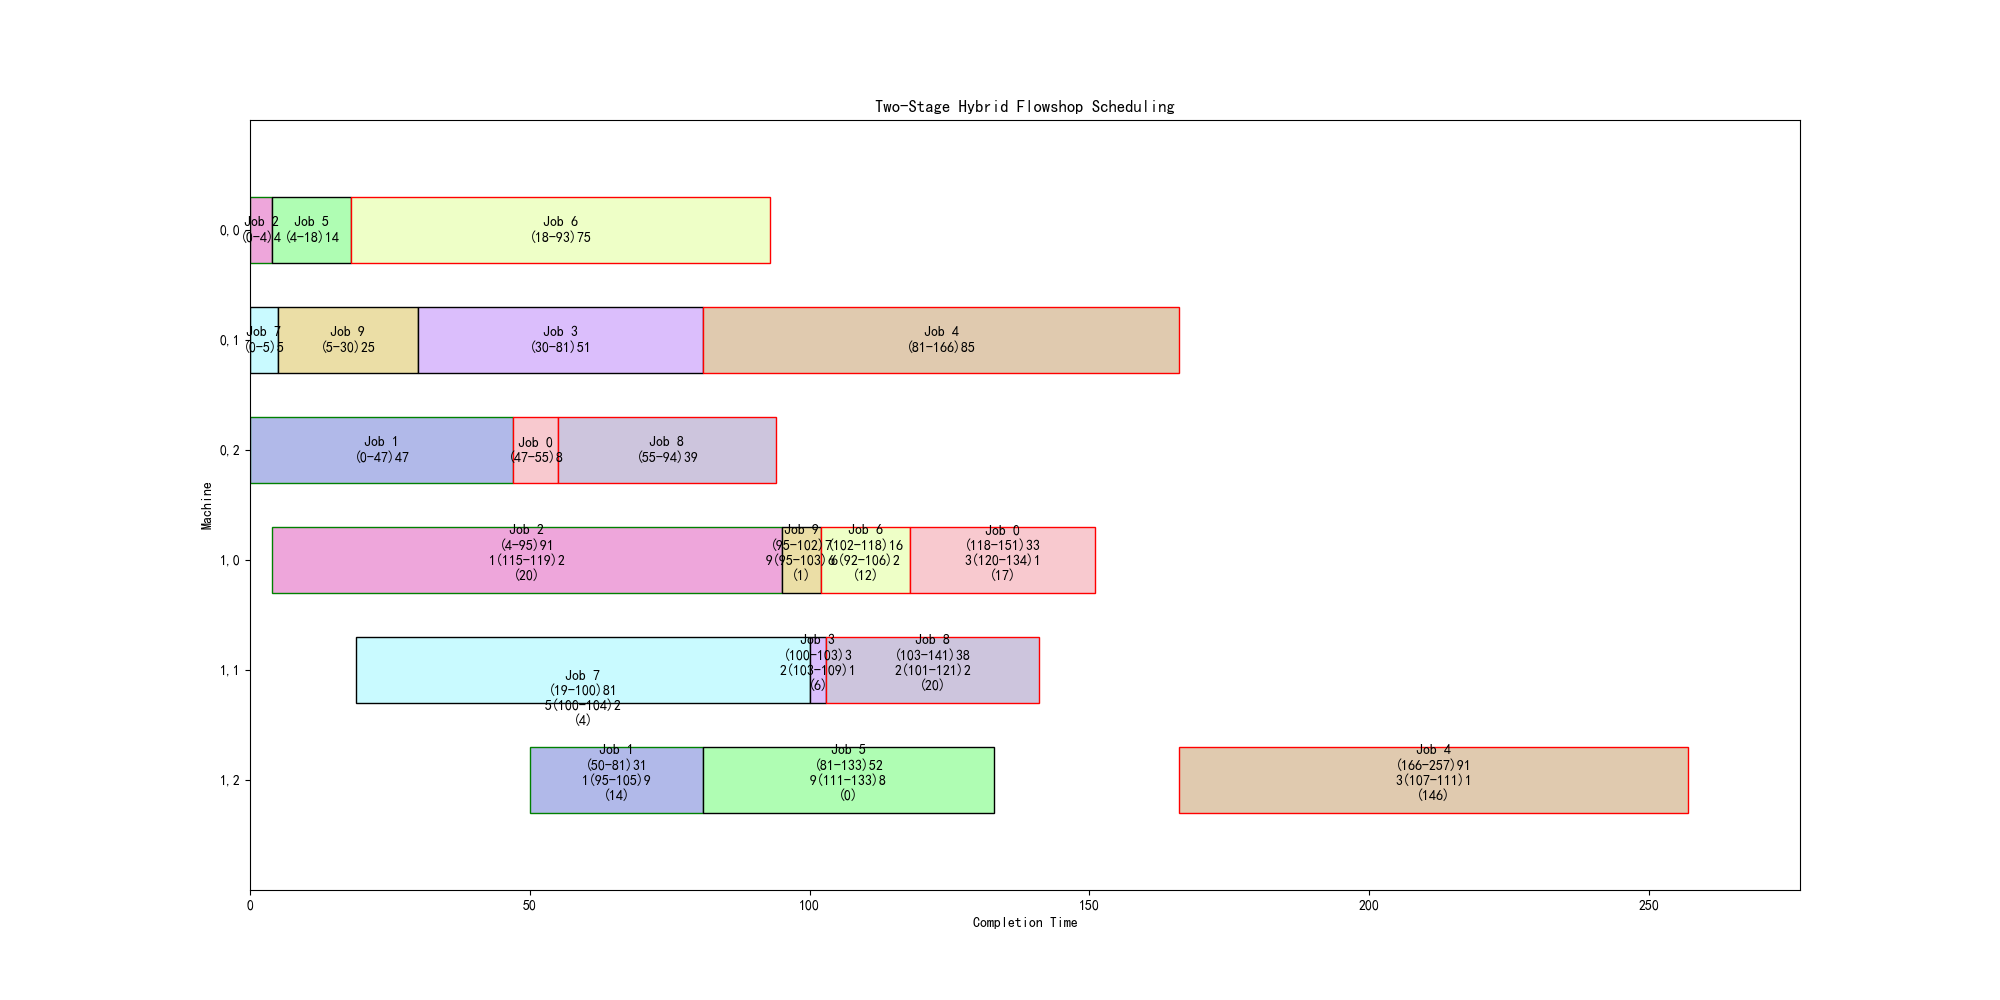 Two-Stage Hybrid Flowshop Scheduling
Machine
0,0
Job 2
(0-4)4
Job 5
(4-18)14
Job 6
(18-93)75
0,1
Job 7
(0-5)5
Job 9
(5-30)25
Job 3
(30-81)51
Job 4
(81-166)85
0,2
Job 1
(0-47)47
Job 0
(47-55)8
Job 8
(55-94)39
1,0
Job 2
(4-95)91
1(115-119)2
(20)
Job 9
(95-102)7
9(95-103)6
(1)
Job 6
(102-118)16
6(92-106)2
(12)
Job 0
(118-151)33
3(120-134)1
(17)
1,1
Job 7
(19-100)81
5(100-104)2
(4)
Job 3
(100-103)3
2(103-109)1
(6)
Job 8
(103-141)38
2(101-121)2
(20)
1,2
Job 1
(50-81)31
1(95-105)9
(14)
Job 5
(81-133)52
9(111-133)8
(0)
Job 4
(166-257)91
3(107-111)1
(146)
0
50
100
150
200
250
Completion Time